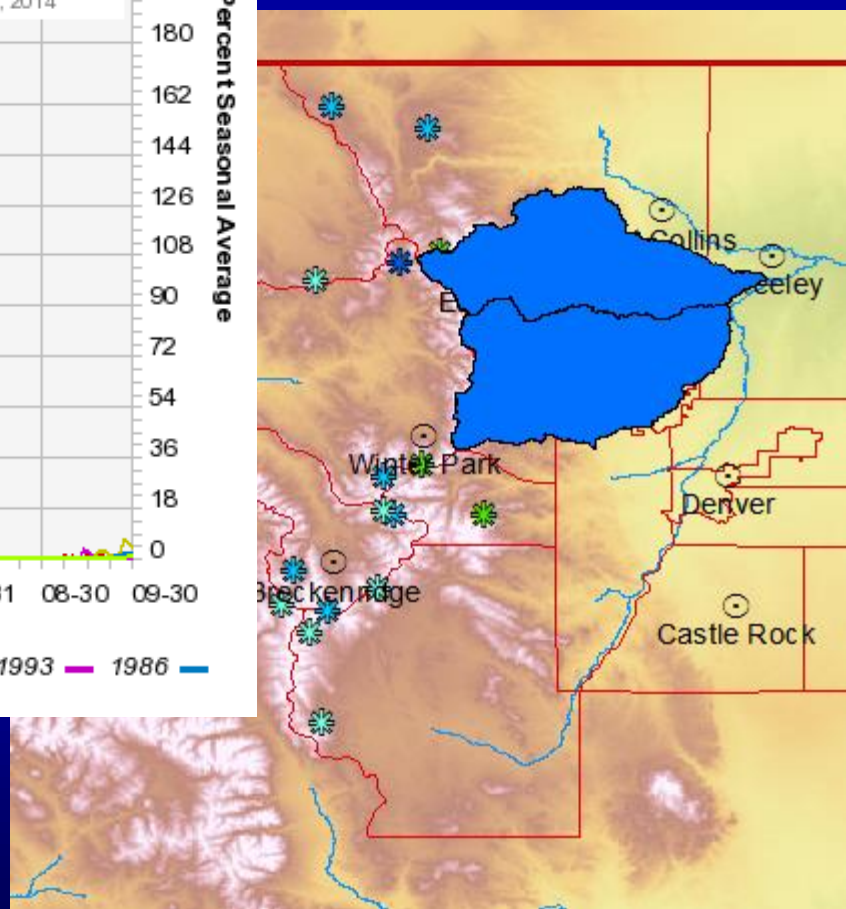 , 2014
180
162
144
126
108
90
72
54
36
18
0
Percent Seasonal Average
08-30 09-30
1993 1986
Collins
eeley
E
Winter Park
Denver
Breckenridge
Castle Rock